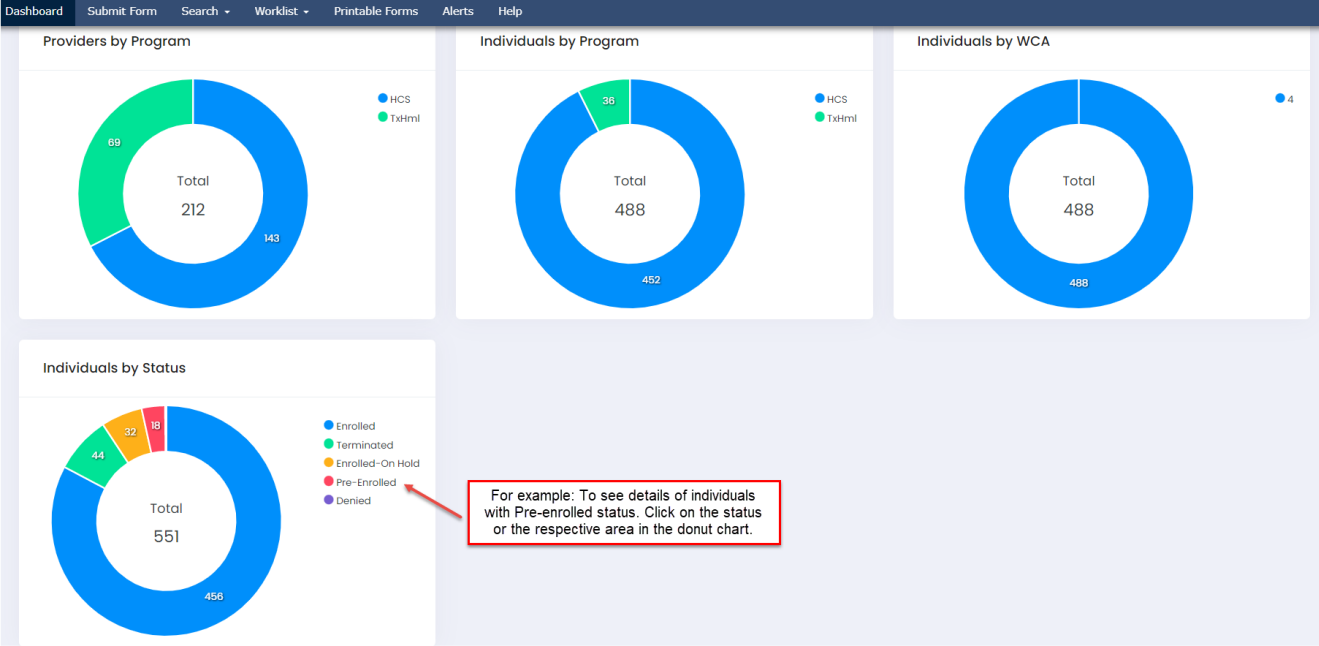 Dashboard Submit Form Search Worklist Printable Forms Alerts Help
Providers by Program
HCS
TxHml
69
143
Total
212
Individuals by Program
HCS
TxHml
36
452
Total
488
Individuals by WCA
4
Total
488
488
Individuals by Status
Enrolled
Terminated
Enrolled-On Hold
Pre-Enrolled
Denied
18
32
44
Total
551
456
For example: To see details of individuals
with Pre-enrolled status. Click on the status
or the respective area in the donut chart.